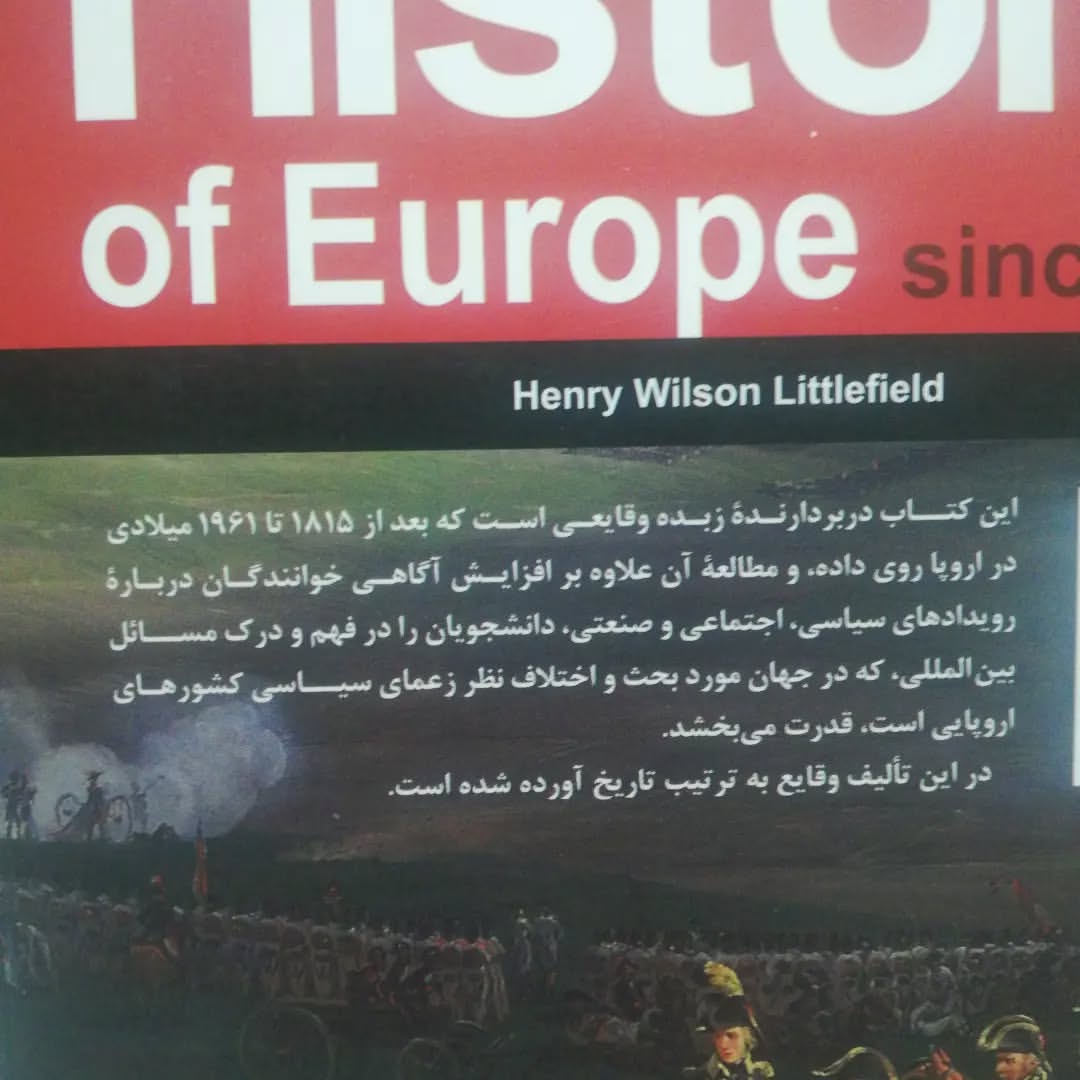 Histor
of Europe sinc
Henry Wilson Littlefield
این کتاب دربردارندهٔ زبده وقایعی است که بعد از ۱۸۱۵ تا ۱۹۶۱ میلادی
در اروپا روی داده، و مطالعهٔ آن علاوه بر افزایش آگاهی خوانندگان دربارهٔ
رویدادهای سیاسی، اجتماعی و صنعتی، دانشجویان را در فهم و درک مسائل
بین‌المللی، که در جهان مورد بحث و اختلاف نظر زعمای سیاسی کشورهای
اروپایی است، قدرت می‌بخشد.
در این تألیف وقایع به ترتیب تاریخ آورده شده است.